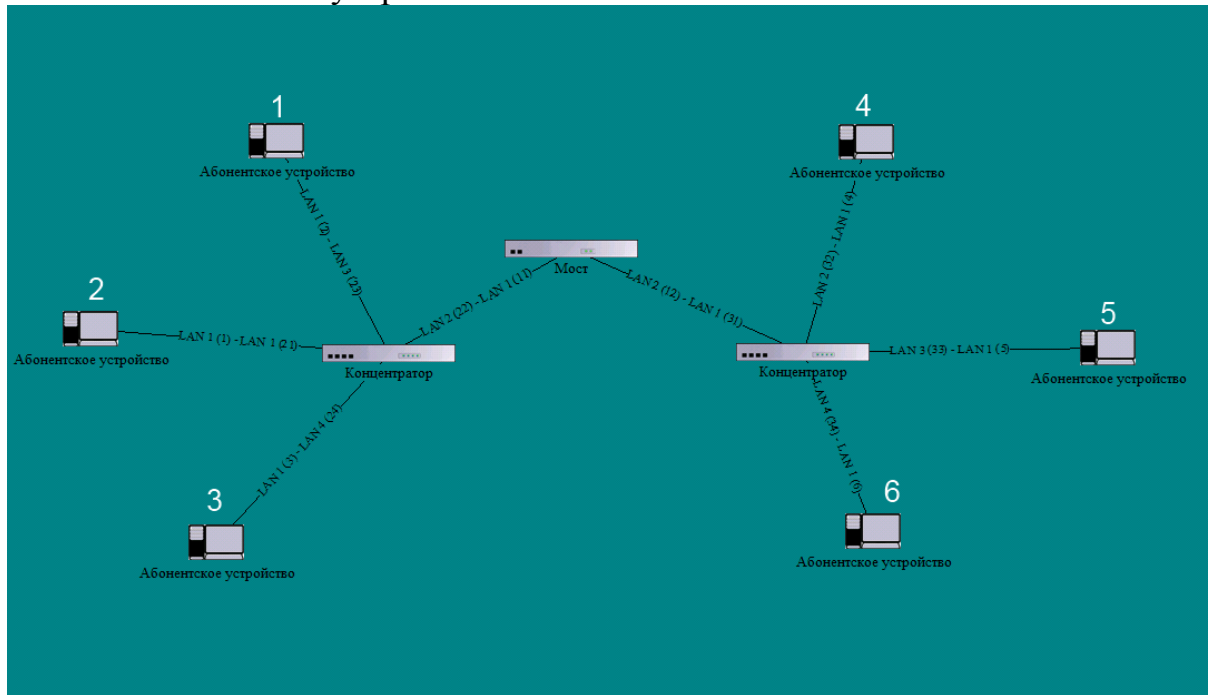 1
Абонентское устройство
4
Абонентское устройство
LAN 1 (2) - LAN 3 (23)
LAN 2 (32) - LAN 1 (4)
Мост
LAN 2 (22) - LAN 1 (11)
LAN 2 (12) - LAN 1 (31)
2
Абонентское устройство
LAN 1 (1) - LAN 1 (21)
Концентратор
Концентратор
LAN 3 (33) - LAN 1 (5)
5
Абонентское устройство
LAN 1 (3) - LAN 4 (24)
LAN 4 (34) - LAN 1 (6)
3
Абонентское устройство
6
Абонентское устройство